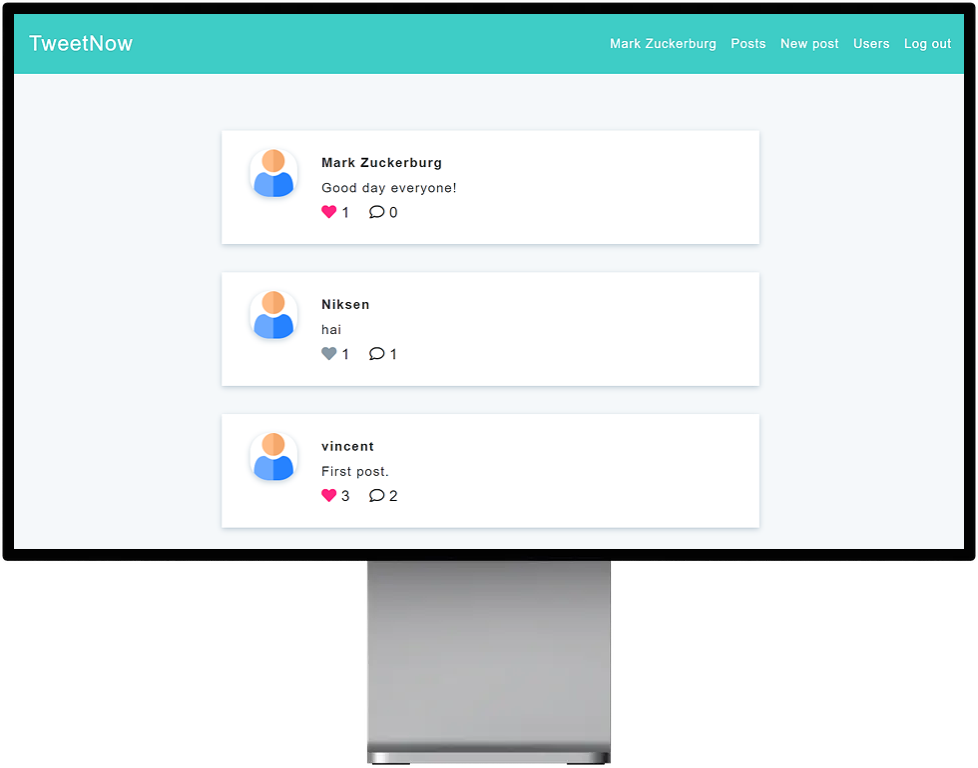 TweetNow
Mark Zuckerburg Posts New post Users Log out
Mark Zuckerburg
Good day everyone!
1 0
Niksen
hai
1 1
vincent
First post.
3 2